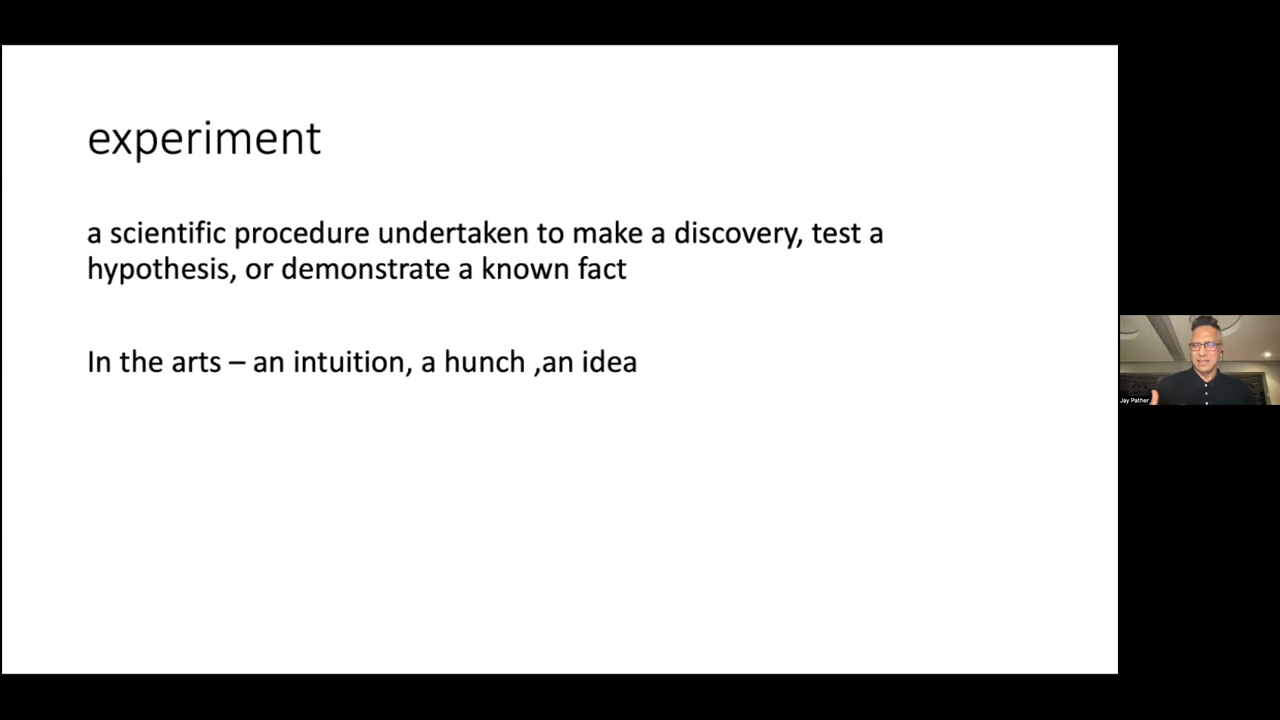 experiment
a scientific procedure undertaken to make a discovery, test a
hypothesis, or demonstrate a known fact
In the arts – an intuition, a hunch ,an idea
Jay Pather